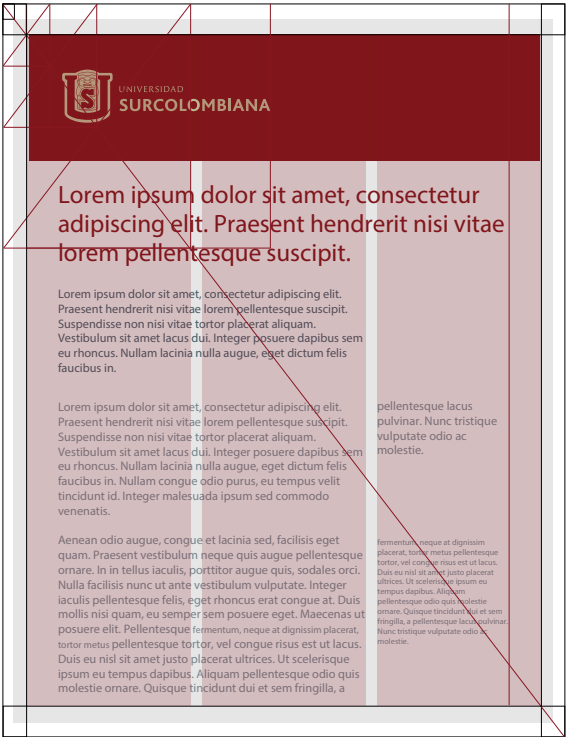 UNIVERSIDAD
SURCOLOMBIANA
Lorem ipsum dolor sit amet, consectetur
adipiscing elit. Praesent hendrerit nisi vitae
lorem pellentesque suscipit.
Lorem ipsum dolor sit amet, consectetur adipiscing elit.
Praesent hendrerit nisi vitae lorem pellentesque suscipit.
Suspendisse non nisi vitae tortor placerat aliquam.
Vestibulum sit amet lacus dui. Integer posuere dapibus sem
eu rhoncus. Nullam lacinia nulla augue, eget dictum felis
faucibus in.
Lorem ipsum dolor sit amet, consectetur adipiscing elit.
Praesent hendrerit nisi vitae lorem pellentesque suscipit.
Suspendisse non nisi vitae tortor placerat aliquam.
Vestibulum sit amet lacus dui. Integer posuere dapibus sem
eu rhoncus. Nullam lacinia nulla augue, eget dictum felis
faucibus in. Nullam congue odio purus, eu tempus velit
tincidunt id. Integer malesuada ipsum sed commodo
venenatis.
Aenean odio augue, congue et lacinia sed, facilisis eget
quam. Praesent vestibulum neque quis augue pellentesque
ornare. In in tellus iaculis, porttitor augue quis, sodales orci.
Nulla facilisis nunc ut ante vestibulum vulputate. Integer
iaculis pellentesque felis, eget rhoncus erat congue at. Duis
mollis nisi quam, eu semper sem posuere eget. Maecenas ut
posuere elit. Pellentesque fermentum, neque at dignissim placerat,
tortor metus pellentesque tortor, vel congue risus est ut lacus.
Duis eu nisl sit amet justo placerat ultrices. Ut scelerisque
ipsum eu tempus dapibus. Aliquam pellentesque odio quis
molestie ornare. Quisque tincidunt dui et sem fringilla, a
pellentesque lacus
pulvinar. Nunc tristique
vulputate odio ac
molestie.
fermentum, neque at dignissim
placerat, tortor metus pellentesque
tortor, vel congue risus est ut lacus.
Duis eu nisl sit amet justo placerat
ultrices. Ut scelerisque ipsum eu
tempus dapibus. Aliquam
pellentesque odio quis molestie
ornare. Quisque tincidunt dui et sem
fringilla, a pellentesque lacus pulvinar.
Nunc tristique vulputate odio ac
molestie.